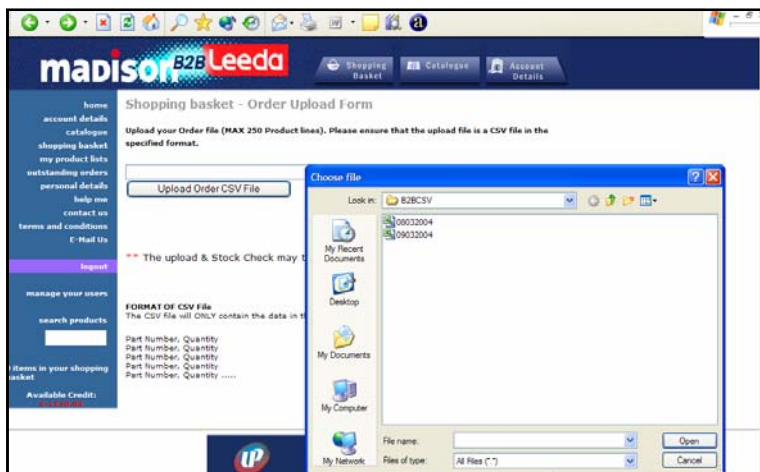 madison B2B Leeda
Shopping
Basket
Catalogue
Account
Details
home
account details
catalogue
shopping basket
my product lists
outstanding orders
personal details
help me
contact us
terms and conditions
E-Mail Us
logout
manage your users
search products
items in your shopping
basket
Available Credit:
Shopping basket - Order Upload Form
Upload your Order file (MAX 250 Product lines). Please ensure that the upload file is a CSV file in the
specified format.
Upload Order CSV File
** The upload & Stock Check may t
FORMAT OF CSV File
The CSV file will ONLY contain the data in th
Part Number, Quantity
Part Number, Quantity
Part Number, Quantity
Part Number, Quantity
Part Number, Quantity .....
UP
Choose file
Look in:
B2BCSV
08032004
09032004
My Recent
Documents
Desktop
My Documents
My Computer
My Network
File name:
Files of type:
All Files (*.*)
Open
Cancel